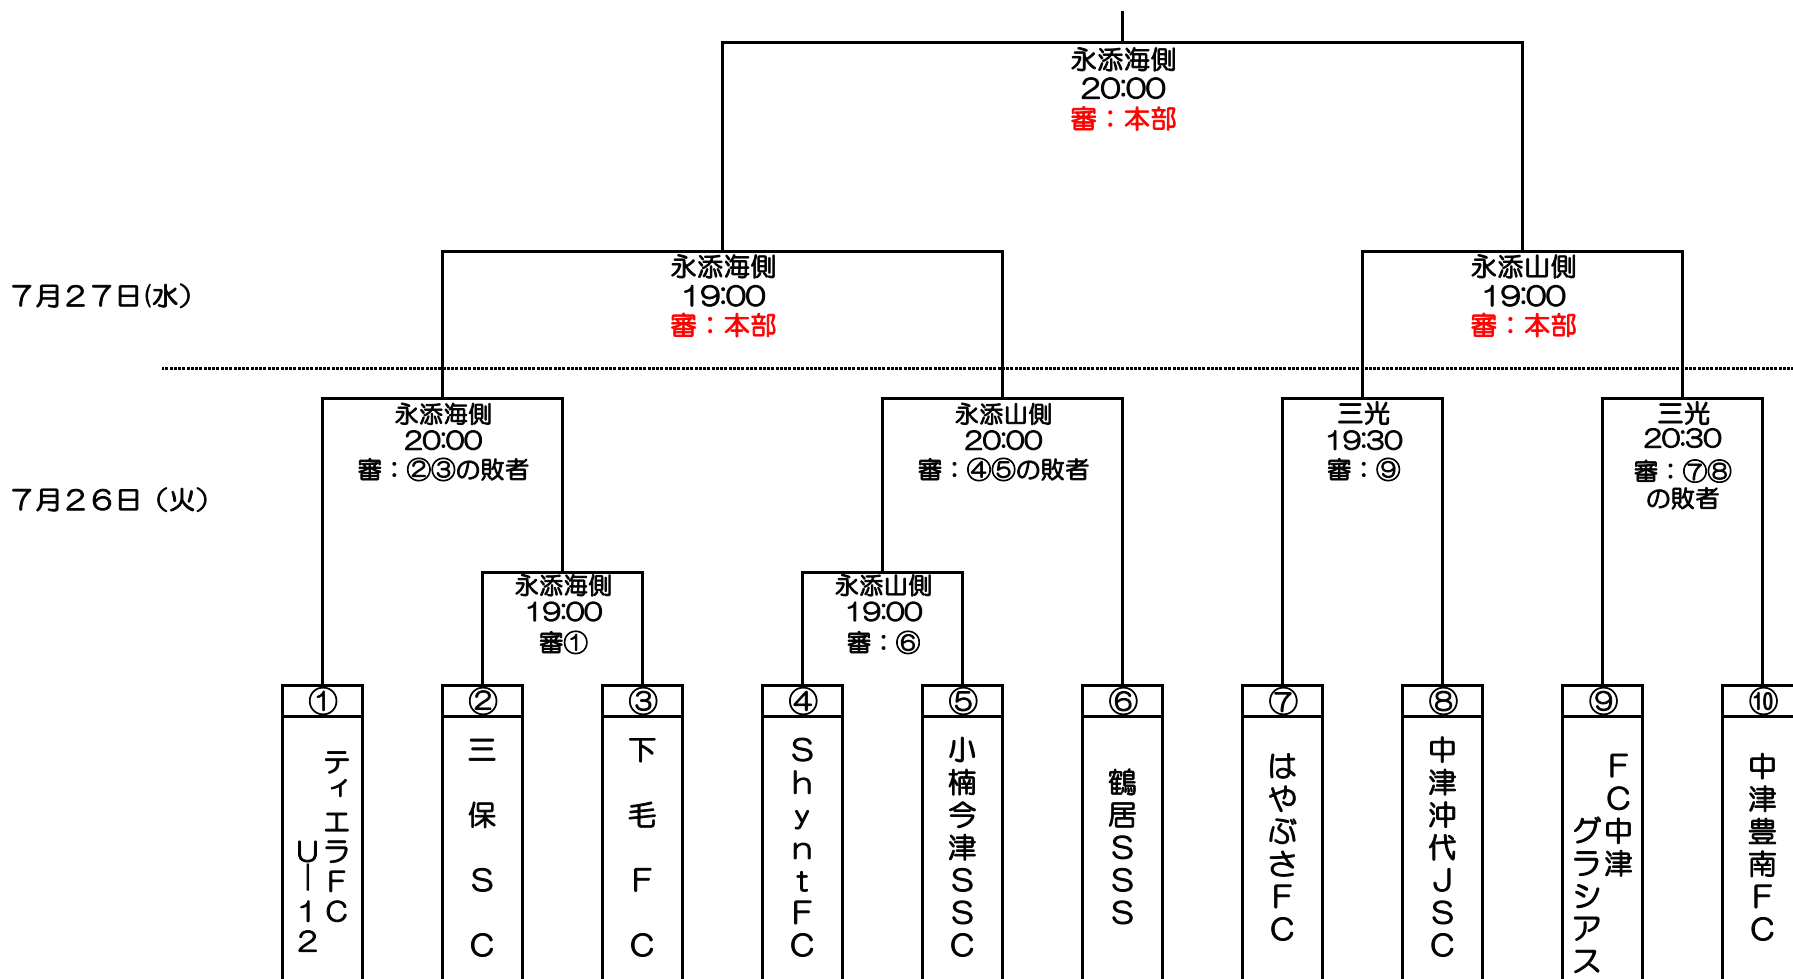 永添海側
20:00
審：本部
7月27日(水)
永添海側
19:00
審：本部
永添山側
19:00
審：本部
7月26日（火）
永添海側
20:00
審：②③の敗者
永添山側
20:00
審：④⑤の敗者
三光
19:30
審：⑨
三光
20:30
審：⑦⑧
の敗者
永添海側
19:00
審①
永添山側
19:00
審：⑥
①
ティエラFC
U-12
②
三保SC
③
下毛FC
④
ShyntFC
⑤
小楠今津SSC
⑥
鶴居SSS
⑦
はやぶさFC
⑧
中津沖代JSC
⑨
FC中津
グラシアス
⑩
中津豊南FC